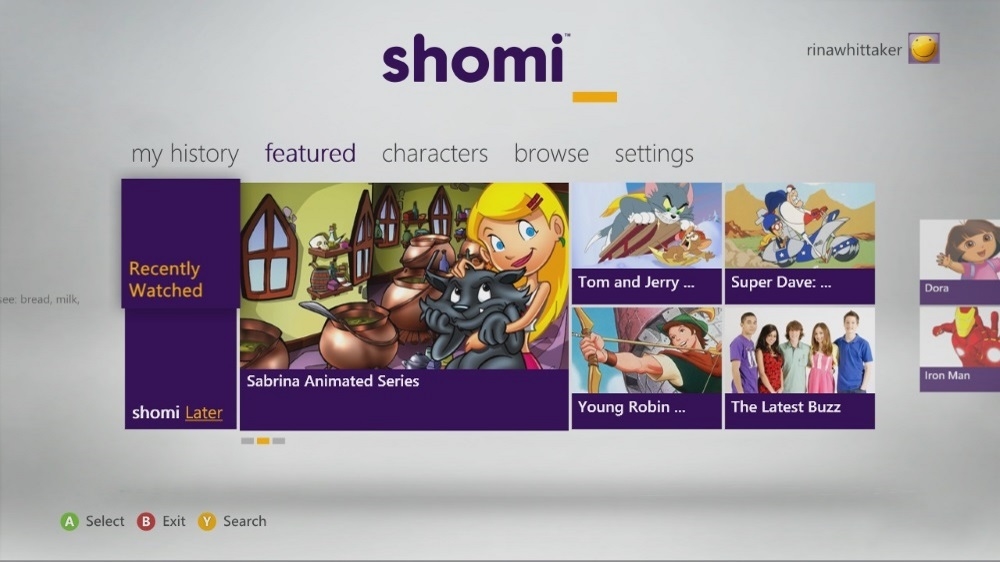 shomi™
rinawhittaker
my history featured characters browse settings
Recently
Watched
see: bread, milk,
shomi Later
Sabrina Animated Series
Tom and Jerry ...
Super Dave: ...
Young Robin ...
The Latest Buzz
Dora
Iron Man
A Select B Exit Y Search